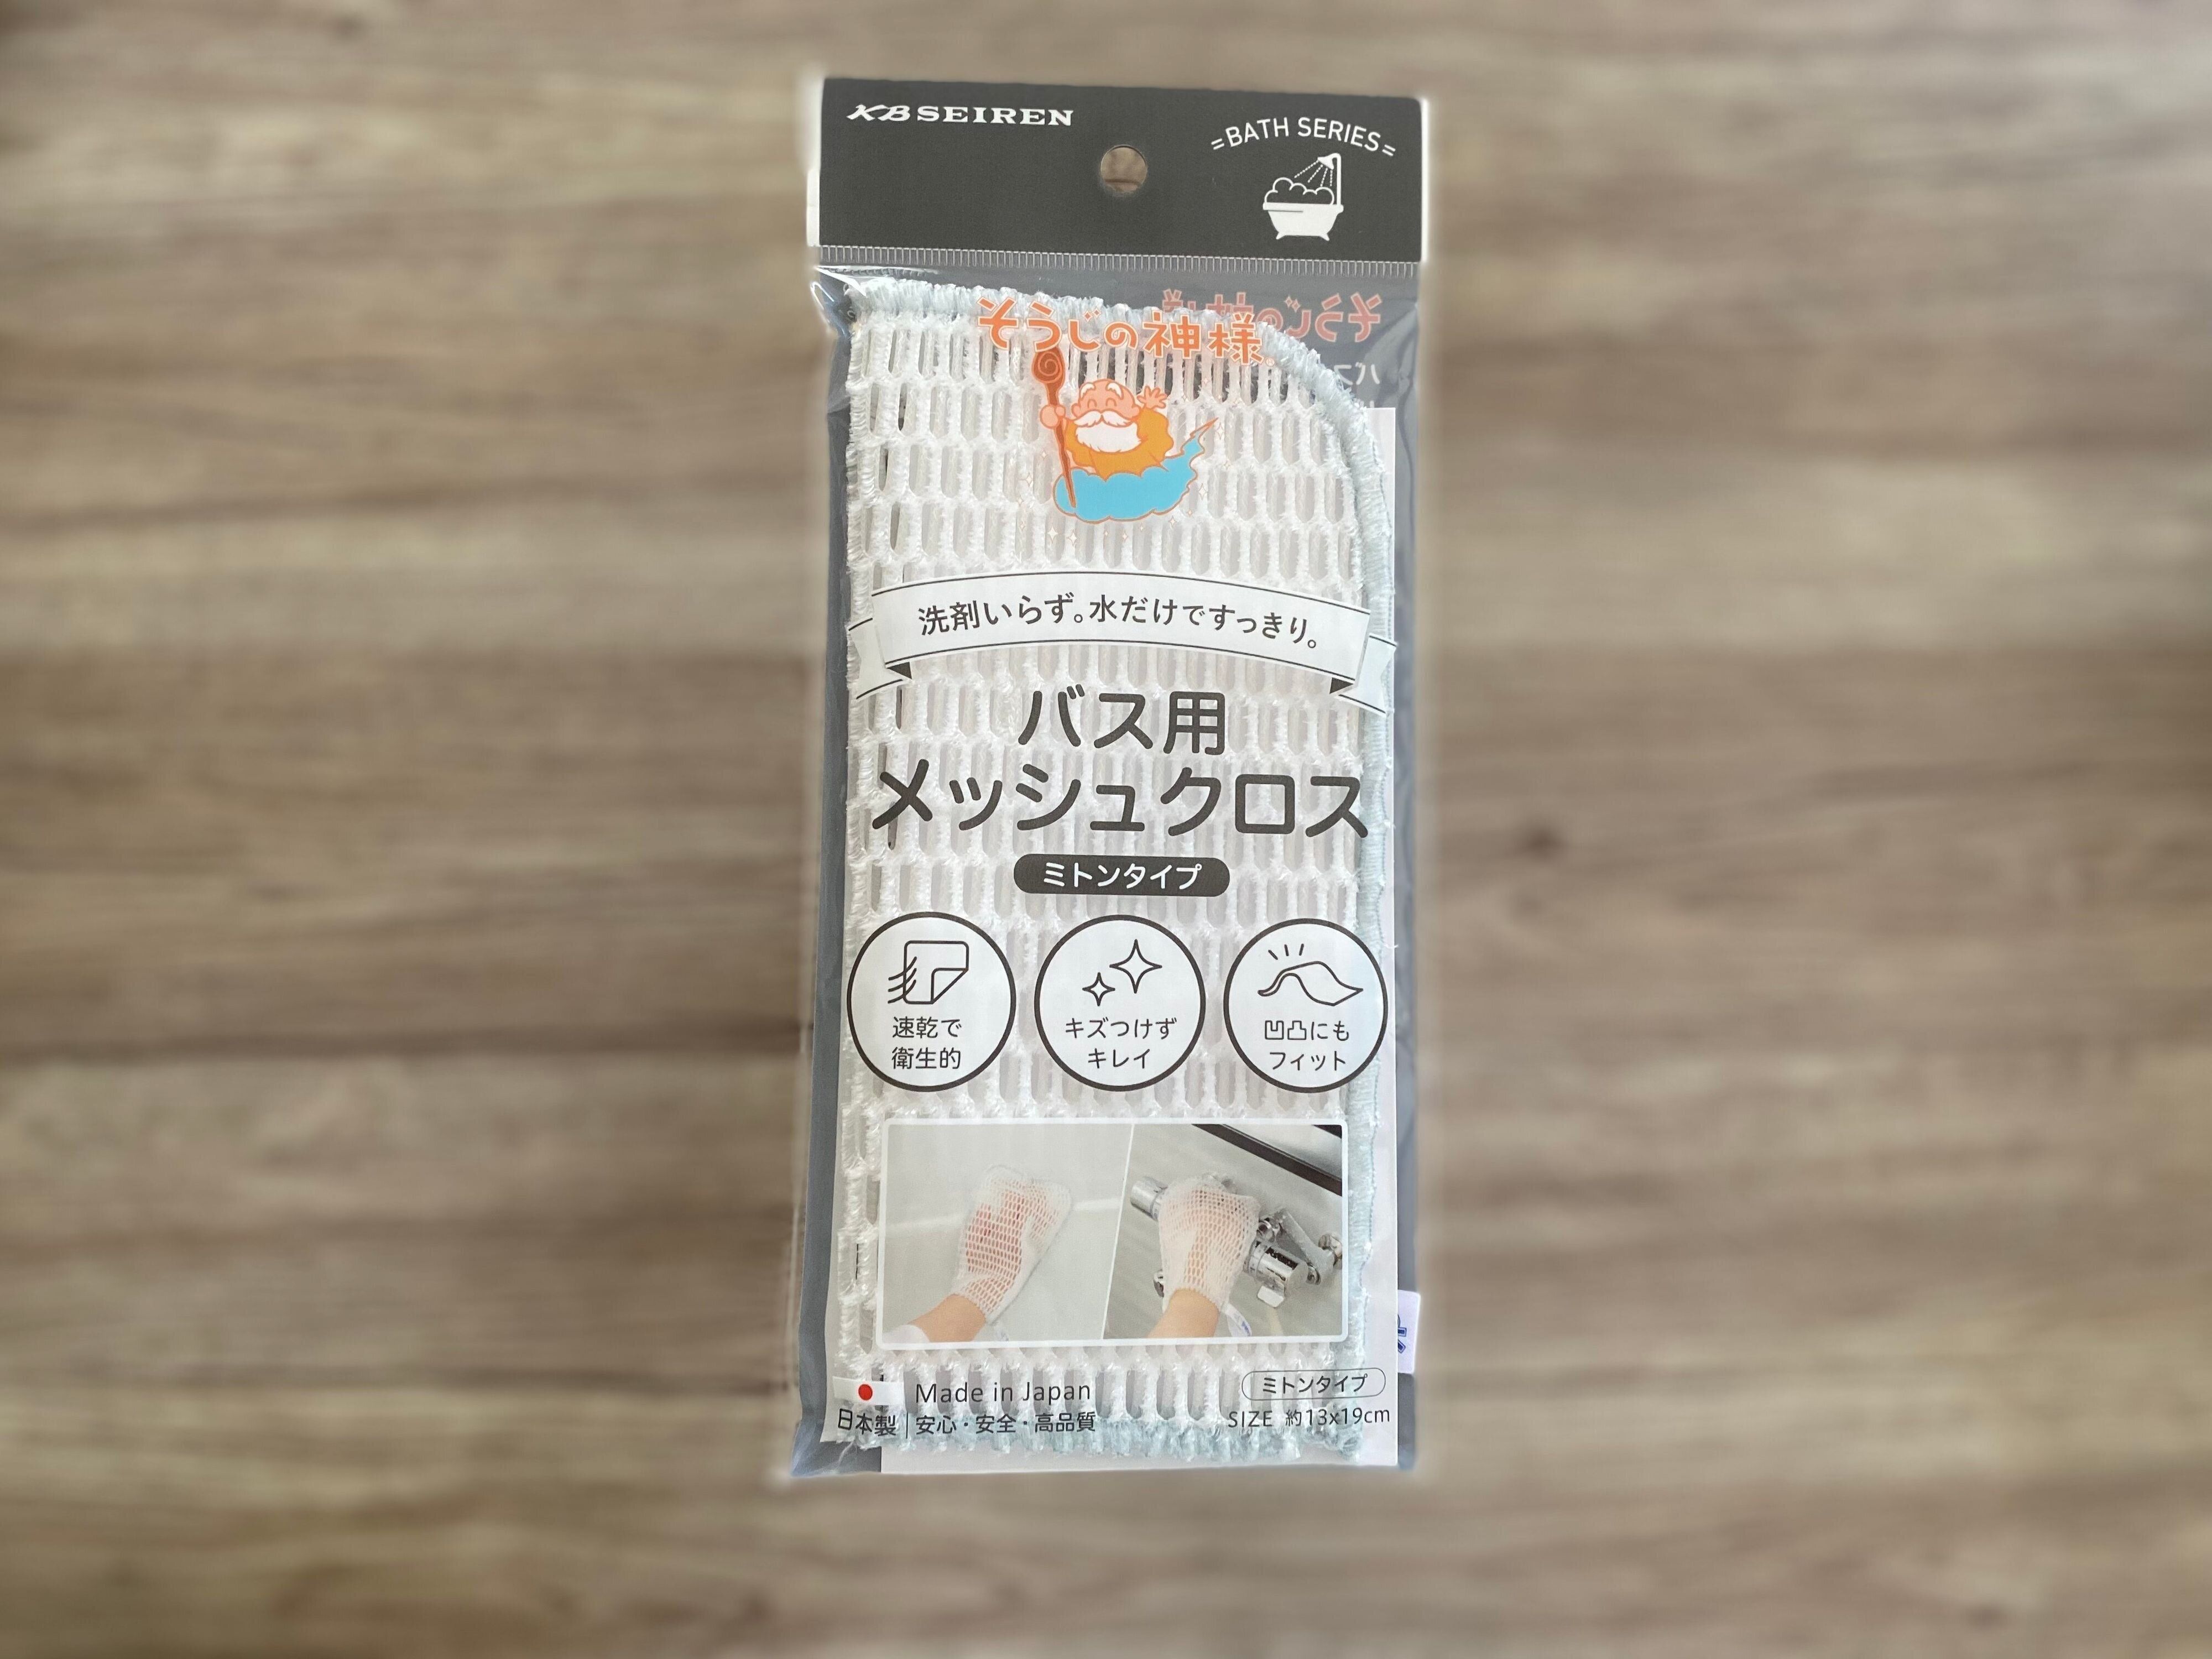 KB SEIREN
=BATH SERIES=
そうじの神様
洗剤いらず。水だけですっきり。
バス用
メッシュクロス
ミトンタイプ
速乾で
衛生的
キズつけず
キレイ
凹凸にも
フィット
Made in Japan
日本製
安心・安全・高品質
ミトンタイプ
SIZE 約13x19cm